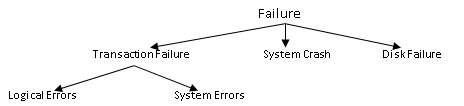 Failure
Transaction Failure System Crash Disk Failure
Logical Errors System Errors